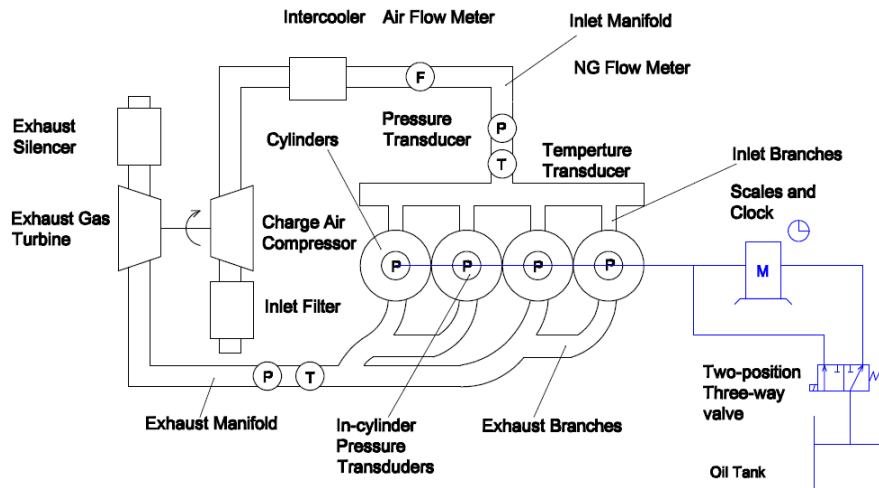 Intercooler
Air Flow Meter
Inlet Manifold
NG Flow Meter
F
Exhaust
Silencer
Cylinders
Pressure
Transducer
P
T
Temperture
Transducer
Inlet Branches
Scales and
Clock
Exhaust Gas
Turbine
Charge Air
Compressor
P
P
P
P
M
Inlet Filter
P
T
Two-position
Three-way
valve
Exhaust Manifold
In-cylinder
Pressure
Transduders
Exhaust Branches
Oil Tank